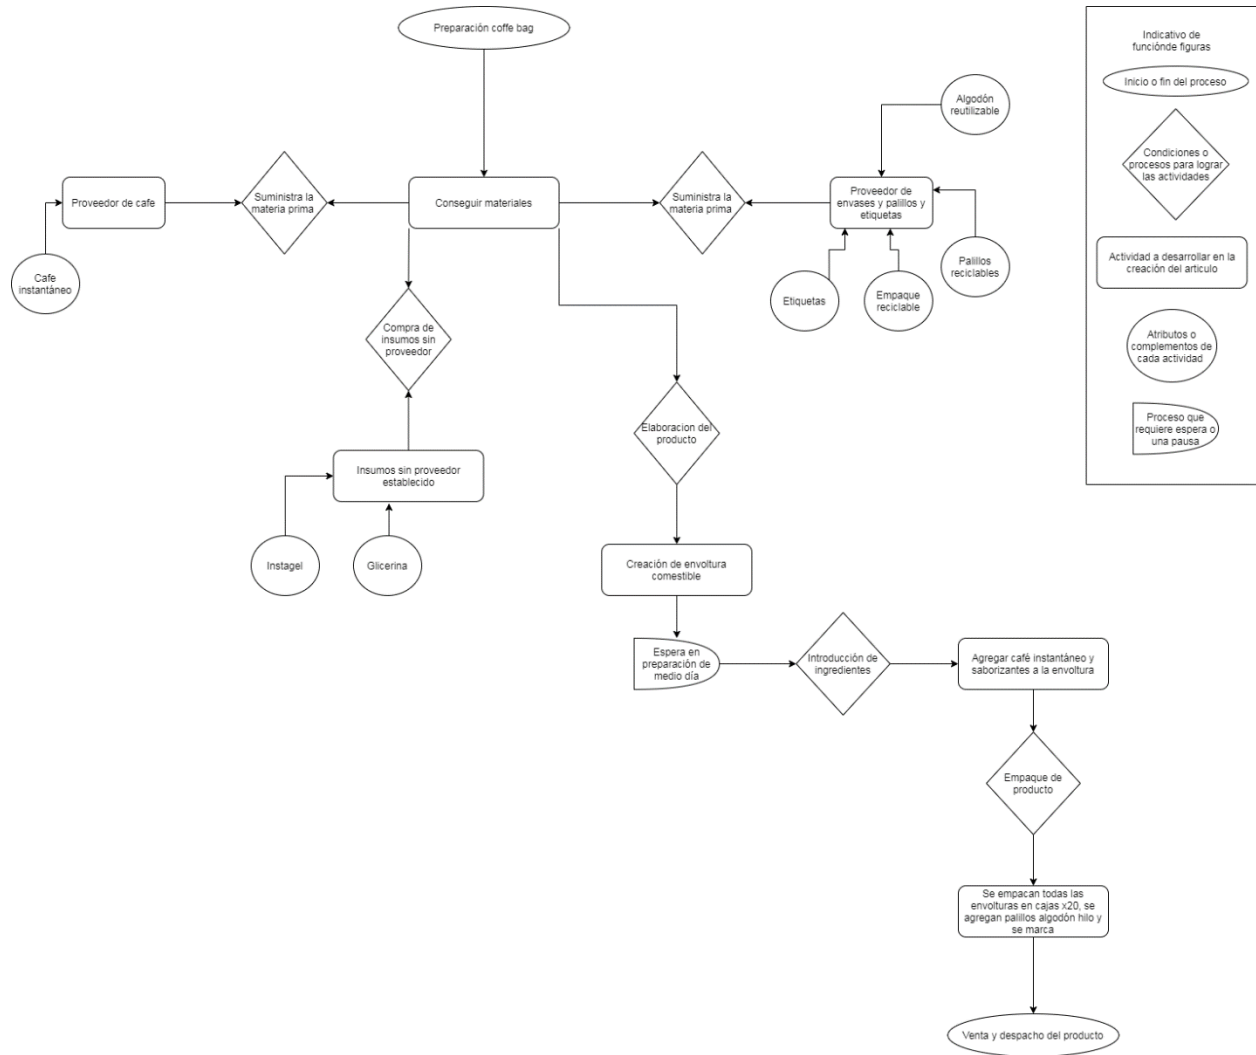 Preparación coffe bag
Indicativo de
funciónde figuras
Inicio o fin del proceso
Algodón
reutilizable
Condiciones o
procesos para lograr
las actividades
Proveedor de cafe
Suministra la
materia prima
Conseguir materiales
Suministra la
materia prima
Proveedor de
envases y palillos y
etiquetas
Actividad a desarrollar en la
creación del articulo
Cafe
instantáneo
Etiquetas
Empaque
reciclable
Palillos
reciclables
Compra de
insumos sin
proveedor
Atributos o
complementos de
cada actividad
Proceso que
requiere espera o
una pausa
Elaboracion del
producto
Insumos sin proveedor
establecido
Instagel
Glicerina
Creación de envoltura
comestible
Espera en
preparación de
medio día
Introducción de
ingredientes
Agregar café instantáneo y
saborizantes a la envoltura
Empaque de
producto
Se empacan todas las
envolturas en cajas x20, se
agregan palillos algodón hilo y
se marca
Venta y despacho del producto